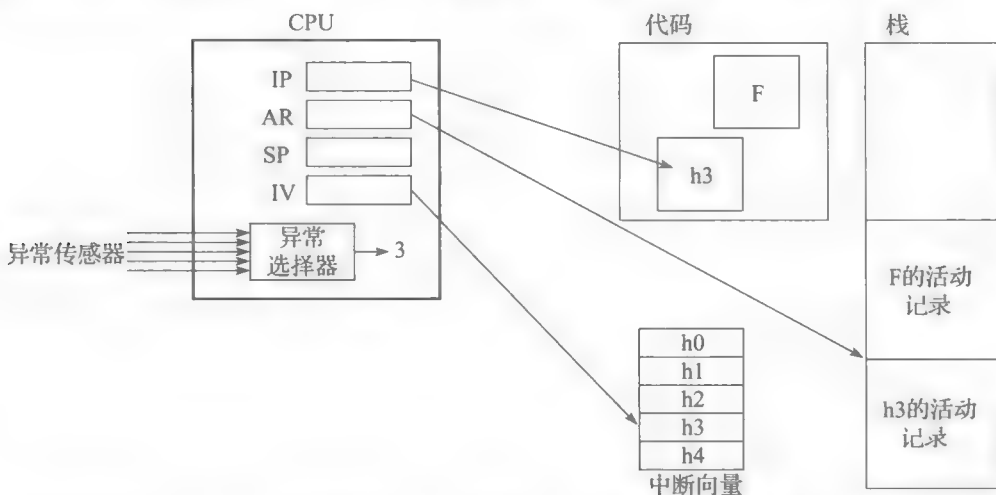 CPU
代码
栈
IP
AR
SP
IV
F
h3
异常传感器
异常
选择器
3
F的活动
记录
h0
h1
h2
h3
h4
中断向量
h3的活动
记录